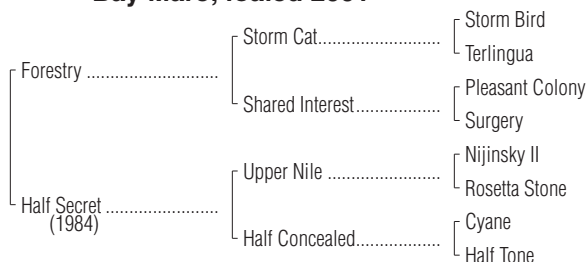 Bay Mare; foaled 2001
Storm Bird
Storm Cat..............................
Terlingua
Forestry ................................
Pleasant Colony
Shared Interest.....................
Surgery
Nijinsky II
Upper Nile ...........................
Rosetta Stone
Half Secret ...........................
(1984)
Cyane
Half Concealed.....................
Half Tone